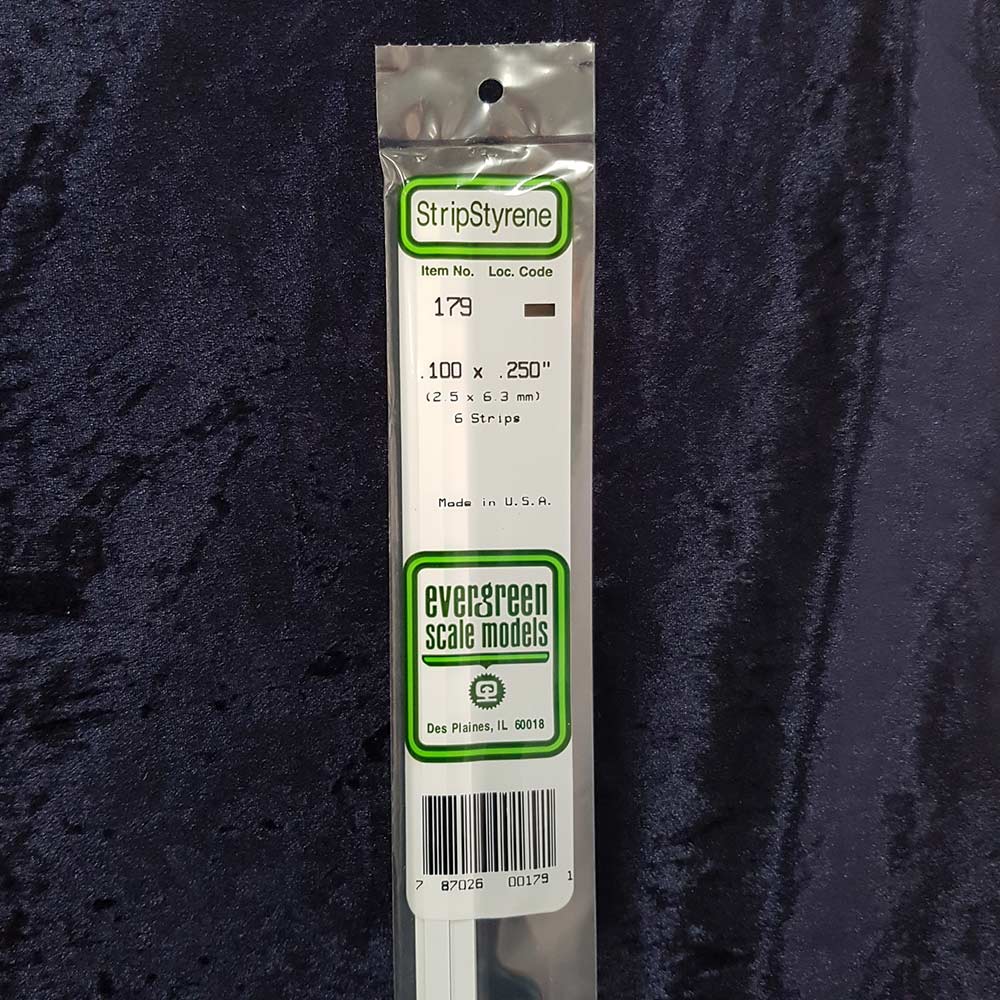 StripStyrene
Item No. Loc. Code
179
.100 x .250"
(2.5 x 6.3 mm)
6 Strips
Made in U.S.A.
evergreen
scale models
Des Plaines, IL 60018
7 87026 00179 1